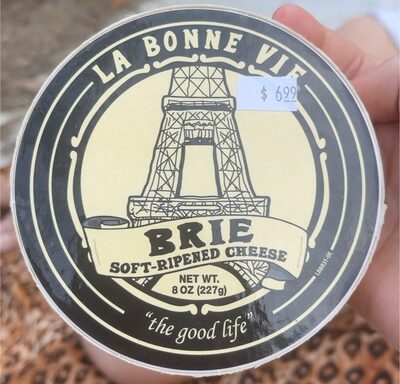 LA BONNE VIE
$ 6.99
BRIE
SOFT-RIPENED CHEESE
NET WT.
8 OZ (227g)
"the good life"